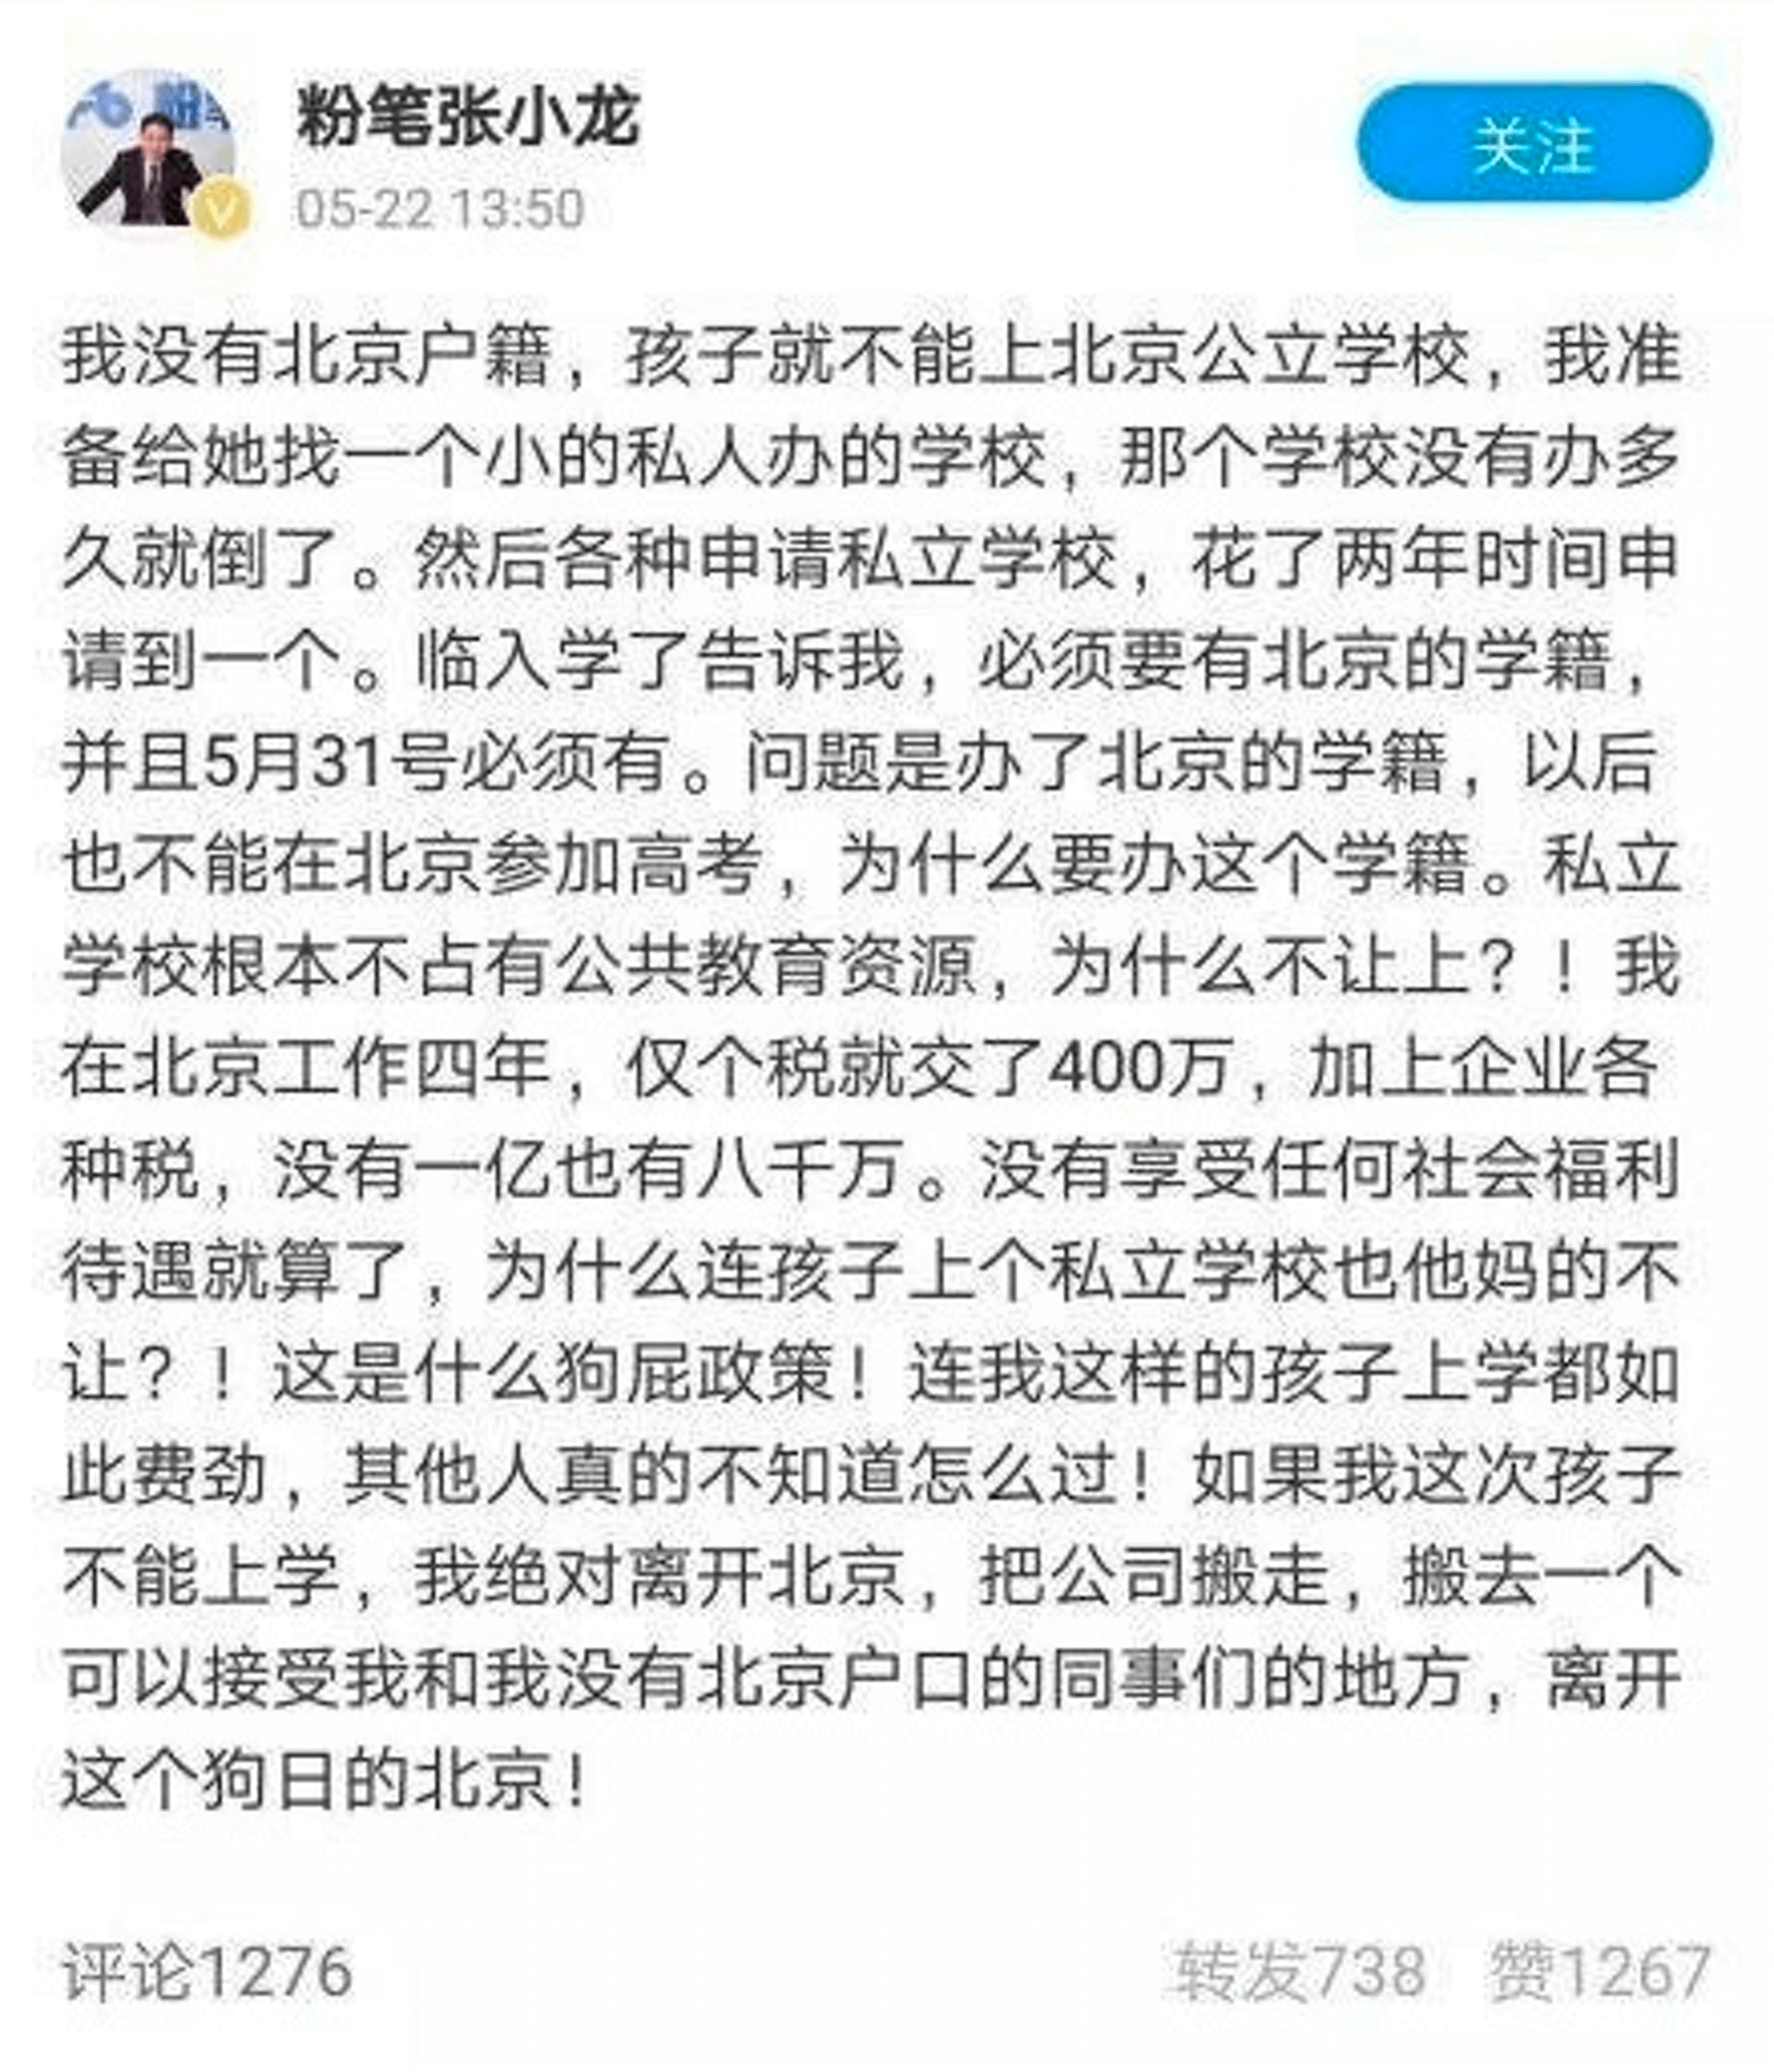 粉笔张小龙
关注
05-22 13:50
我没有北京户籍，孩子就不能上北京公立学校，我准
备给她找一个小的私人办的学校，那个学校没有办多
久就倒了。然后各种申请私立学校，花了两年时间申
请到一个。临入学了告诉我，必须要有北京的学籍，
并且5月31号必须有。问题是办了北京的学籍，以后
也不能在北京参加高考，为什么要办这个学籍。私立
学校根本不占有公共教育资源，为什么不让上？！我
在北京工作四年，仅个税就交了400万，加上企业各
种税，没有一亿也有八千万。没有享受任何社会福利
待遇就算了，为什么连孩子上个私立学校也他妈的不
让？！这是什么狗屁政策！连我这样的孩子上学都如
此费劲，其他人真的不知道怎么过！如果我这次孩子
不能上学，我绝对离开北京，把公司搬走，搬去一个
可以接受我和我没有北京户口的同事们的地方，离开
这个狗日的北京！
评论1276
转发738 赞1267